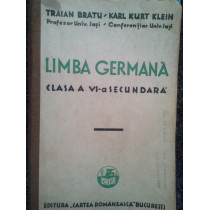 TRAIAN BRATU - KARL KURT KLEIN
Profesor Univ. Iași - Conferențiar Univ. Iași
LIMBA GERMANĂ
CLASA A VI-a SECUNDARĂ
EDITURA „CARTEA ROMÂNEASCĂ” BUCUREȘTI